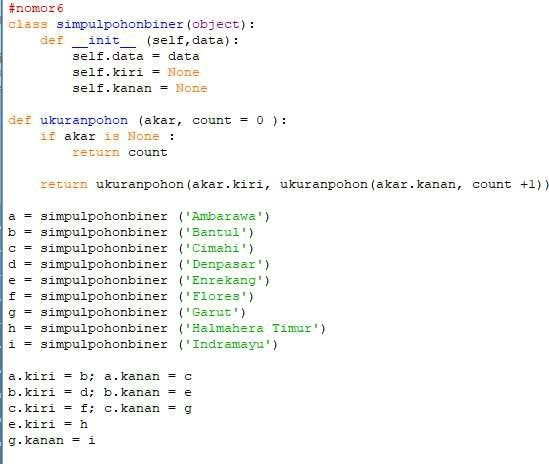 #nomor6
class simpulpohonbiner(object):
    def __init__ (self,data):
        self.data = data
        self.kiri = None
        self.kanan = None

def ukuranpohon (akar, count = 0 ):
    if akar is None :
        return count

    return ukuranpohon(akar.kiri, ukuranpohon(akar.kanan, count +1))

a = simpulpohonbiner ('Ambarawa')
b = simpulpohonbiner ('Bantul')
c = simpulpohonbiner ('Cimahi')
d = simpulpohonbiner ('Denpasar')
e = simpulpohonbiner ('Enrekang')
f = simpulpohonbiner ('Flores')
g = simpulpohonbiner ('Garut')
h = simpulpohonbiner ('Halmahera Timur')
i = simpulpohonbiner ('Indramayu')

a.kiri = b; a.kanan = c
b.kiri = d; b.kanan = e
c.kiri = f; c.kanan = g
e.kiri = h
g.kanan = i